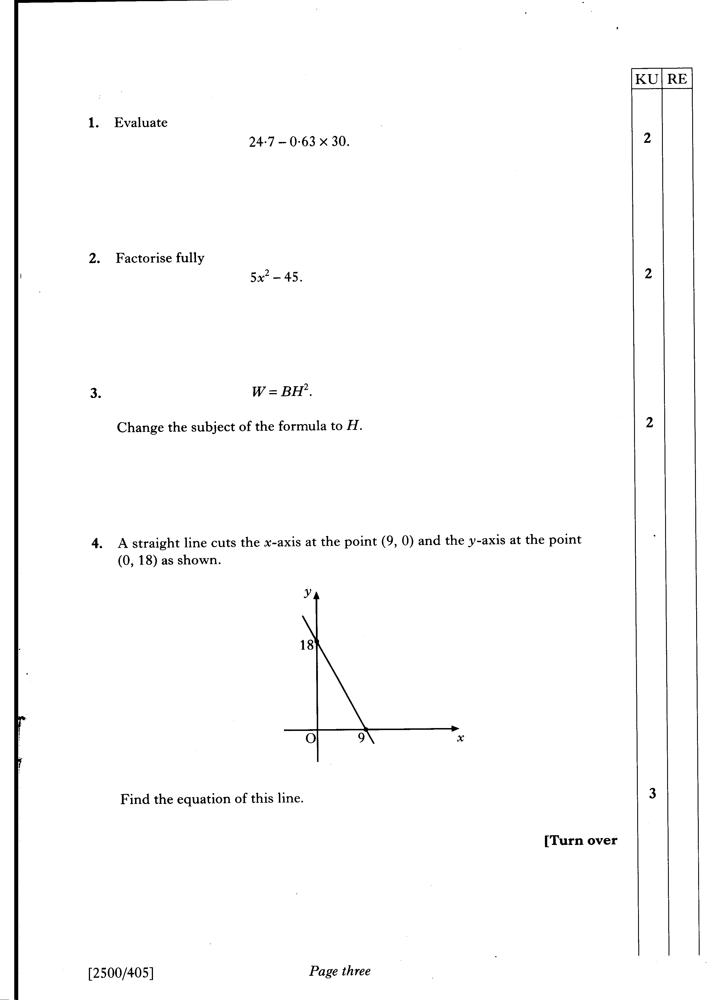 KU RE
1. Evaluate
24·7 – 0·63 × 30.
2
2. Factorise fully
5x² – 45.
2
3. W = BH².
Change the subject of the formula to H.
2
4. A straight line cuts the x-axis at the point (9, 0) and the y-axis at the point
(0, 18) as shown.
y
18
O 9 x
Find the equation of this line.
3
[Turn over
[2500/405] Page three